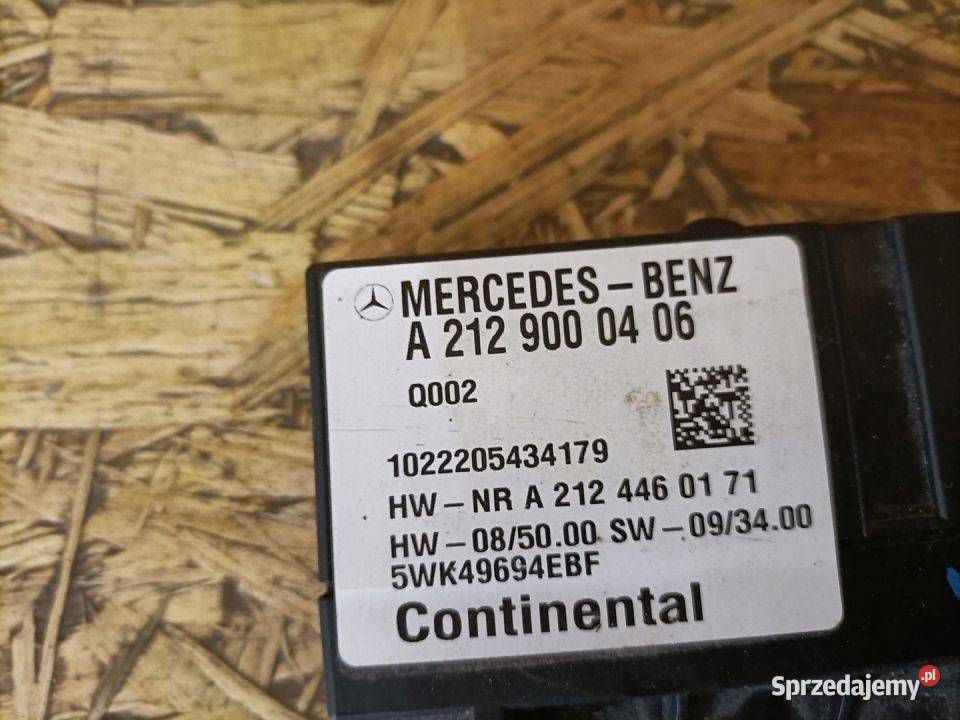 MERCEDES-BENZ
A 212 900 04 06
Q002
1022205434179
HW-NR A 212 446 01 71
HW-08/50.00 SW-09/34.00
5WK49694EBF
Continental
Sprzedajemy.pl